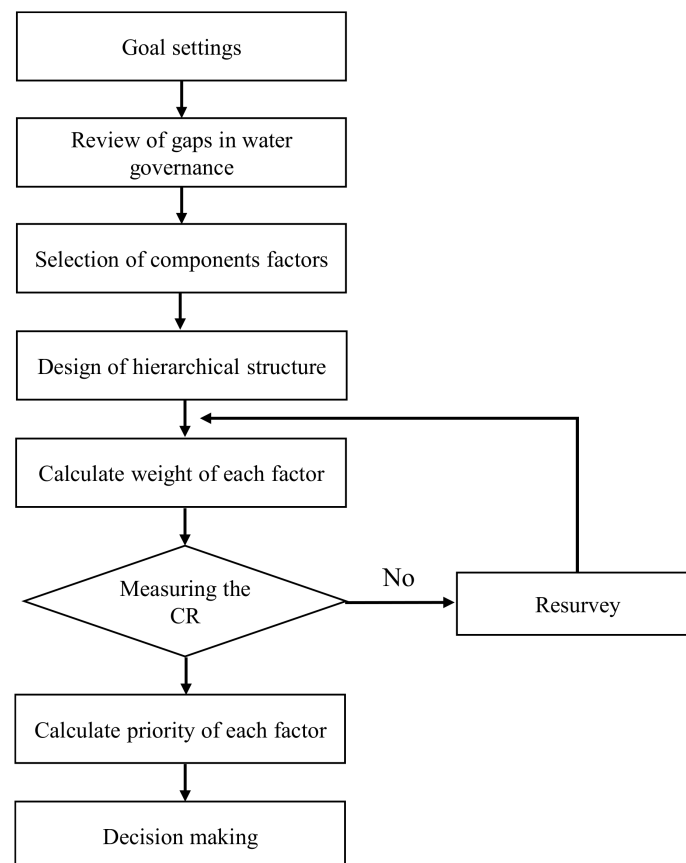 Goal settings
Review of gaps in water
governance
Selection of components factors
Design of hierarchical structure
Calculate weight of each factor
Measuring the
CR
No
Resurvey
Calculate priority of each factor
Decision making